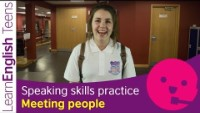 LearnEnglish Teens
Speaking skills practice
Meeting people